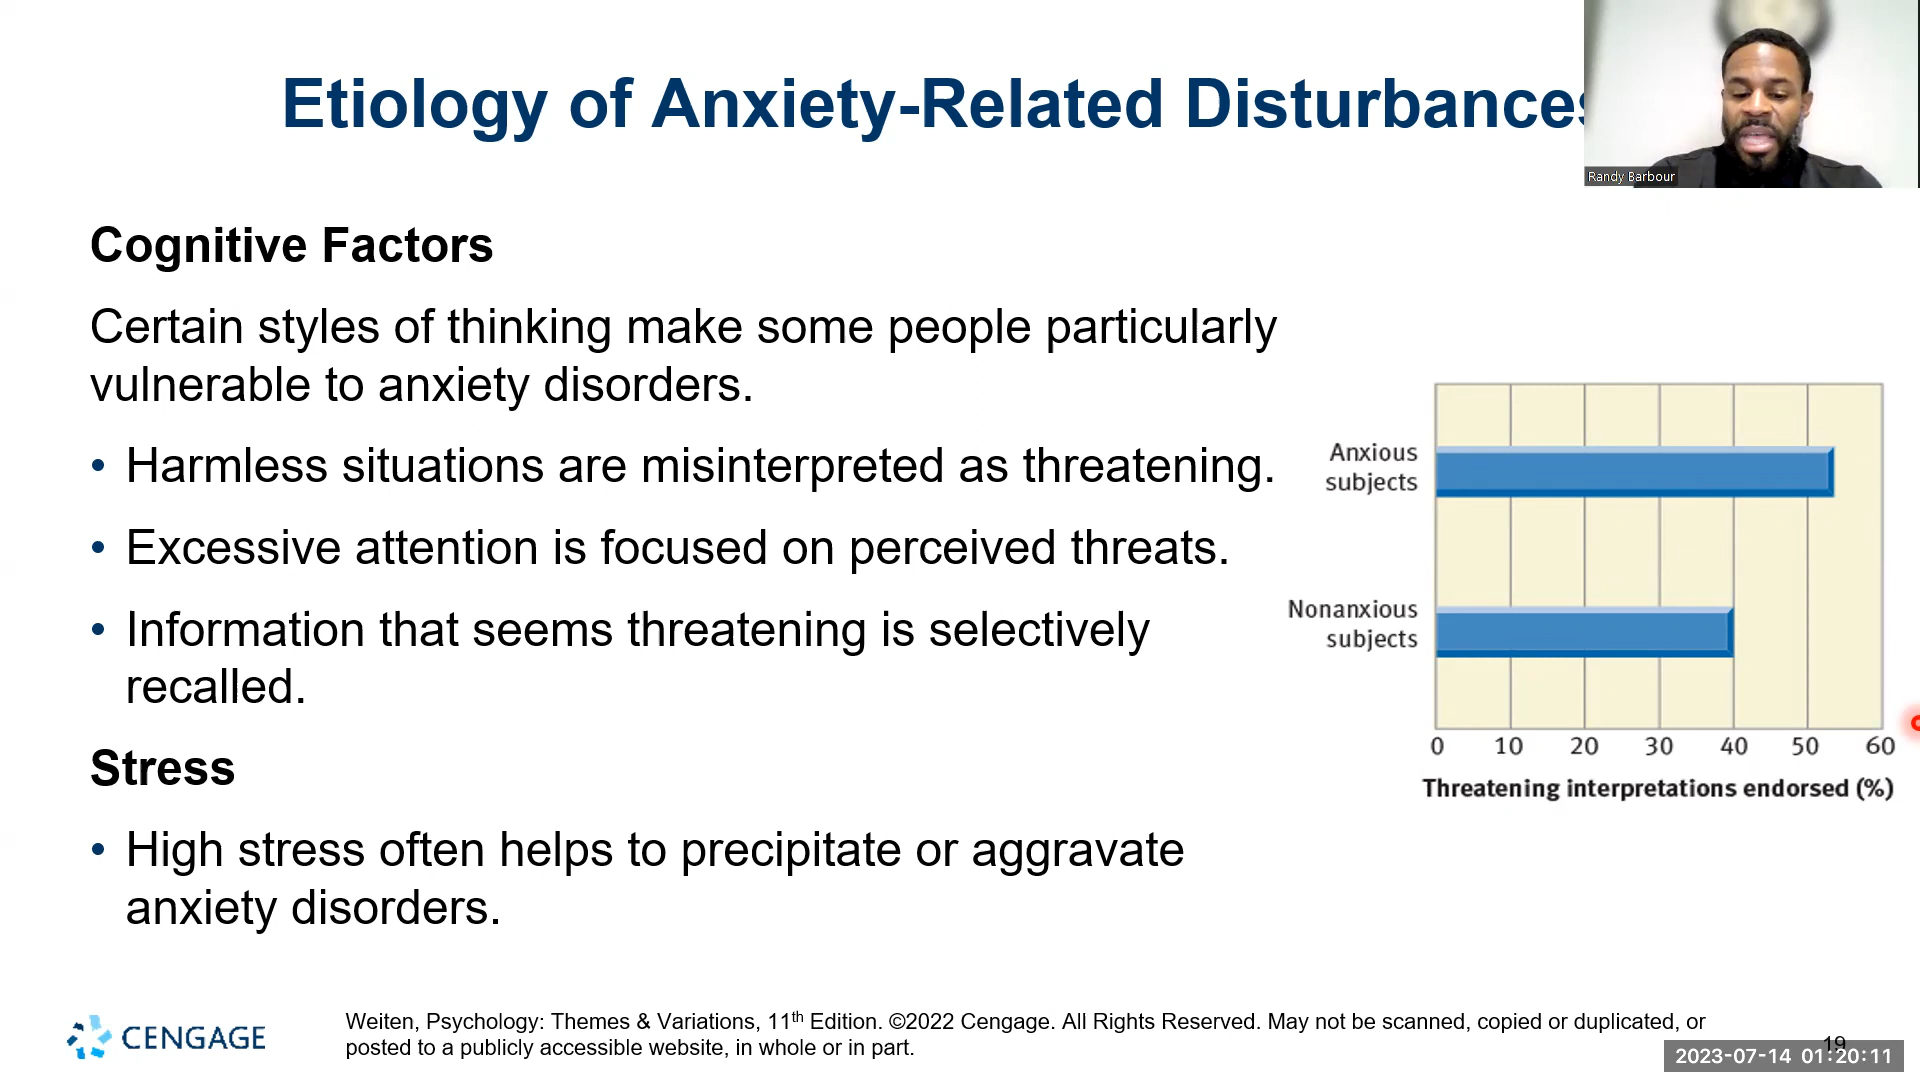 Etiology of Anxiety-Related Disturbances
Randy Barbour
Cognitive Factors
Certain styles of thinking make some people particularly
vulnerable to anxiety disorders.
• Harmless situations are misinterpreted as threatening.
• Excessive attention is focused on perceived threats.
• Information that seems threatening is selectively
recalled.
Stress
• High stress often helps to precipitate or aggravate
anxiety disorders.
Anxious
subjects
Nonanxious
subjects
0 10 20 30 40 50 60
Threatening interpretations endorsed (%)
CENGAGE
Weiten, Psychology: Themes & Variations, 11th Edition. ©2022 Cengage. All Rights Reserved. May not be scanned, copied or duplicated, or
posted to a publicly accessible website, in whole or in part.
19
2023-07-14 01:20:11